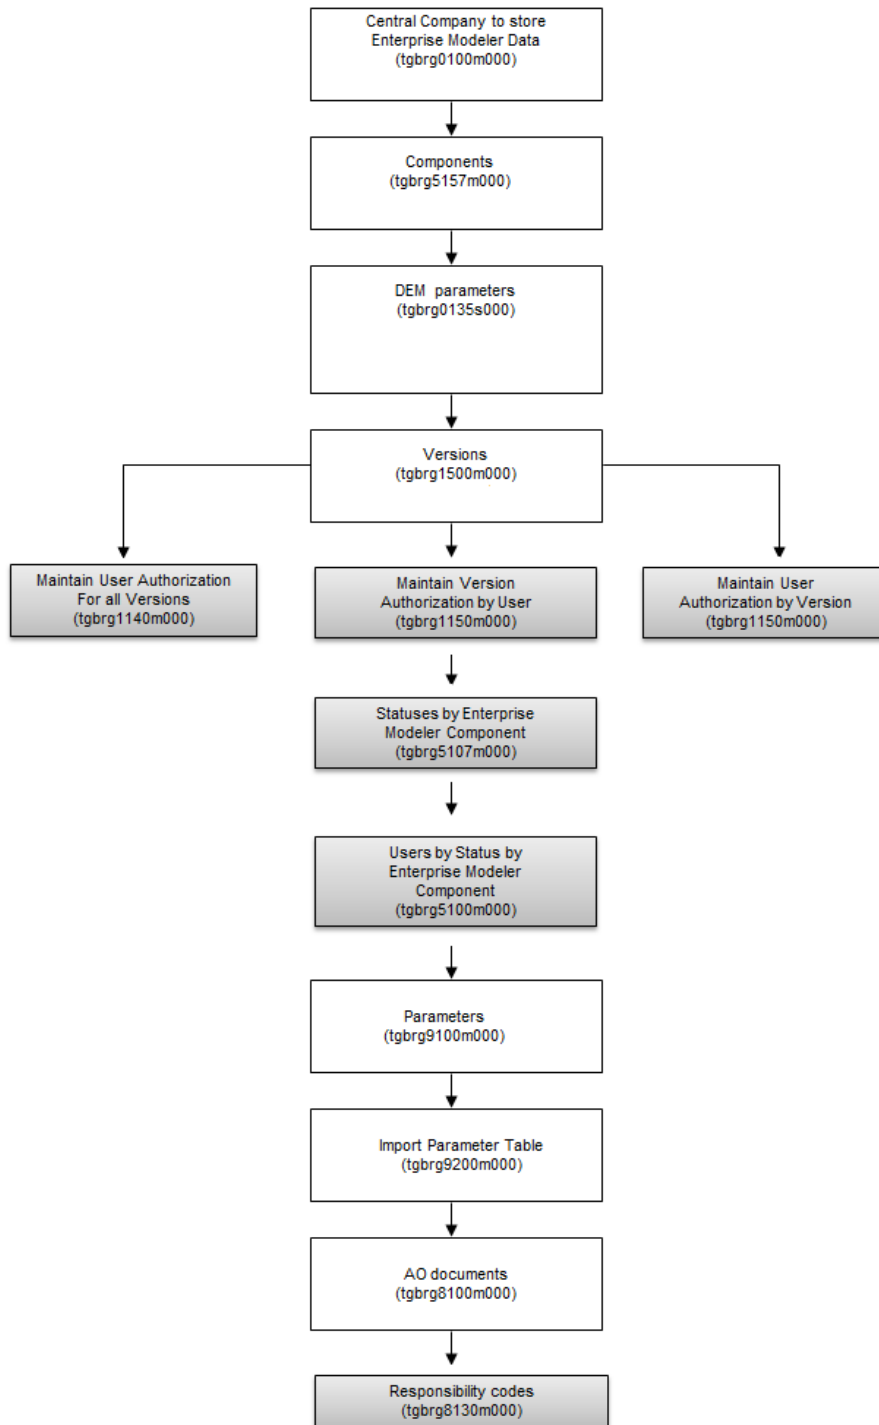 Central Company to store
Enterprise Modeler Data
(tgbrg0100m000)
Components
(tgbrg5157m000)
DEM parameters
(tgbrg0135s000)
Versions
(tgbrg1500m000)
Maintain User Authorization
For all Versions
(tgbrg1140m000)
Maintain Version
Authorization by User
(tgbrg1150m000)
Maintain User
Authorization by Version
(tgbrg1150m000)
Statuses by Enterprise
Modeler Component
(tgbrg5107m000)
Users by Status by
Enterprise Modeler
Component
(tgbrg5100m000)
Parameters
(tgbrg9100m000)
Import Parameter Table
(tgbrg9200m000)
AO documents
(tgbrg8100m000)
Responsibility codes
(tgbrg8130m000)